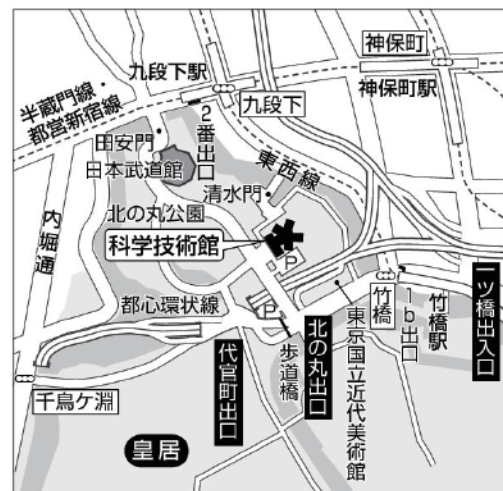 神保町
九段下駅
神保町駅
半蔵門線・
都営新宿線
九段下
2番出口
田安門
日本武道館
東西線
清水門
内堀通
北の丸公園
科学技術館
P
一ツ橋出入口
都心環状線
P
竹橋
1b出口
竹橋駅
北の丸出口
東京国立近代美術館
代官町出口
歩道橋
千鳥ケ淵
皇居